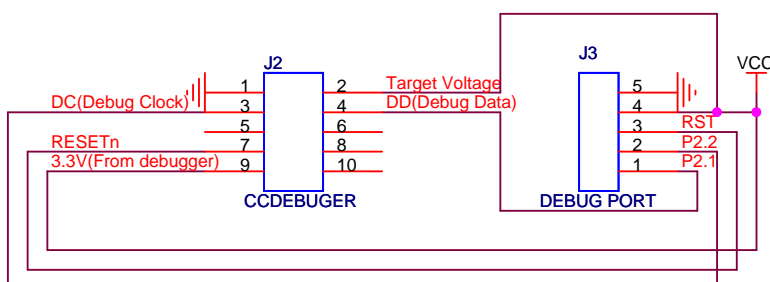 J2
J3
VCC
1 2 Target Voltage 5
DC(Debug Clock) 3 4 DD(Debug Data) 4
5 6 3 RST
RESETn 7 8 2 P2.2
3.3V(From debugger) 9 10 1 P2.1
CCDEBUGER DEBUG PORT